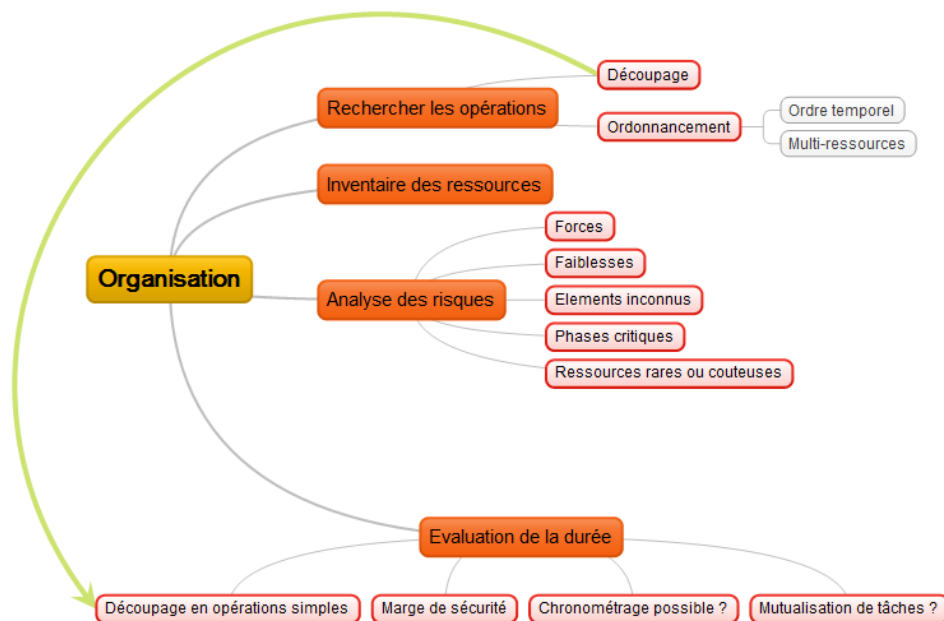 Organisation
Rechercher les opérations
Découpage
Ordonnancement
Ordre temporel
Multi-ressources
Inventaire des ressources
Analyse des risques
Forces
Faiblesses
Elements inconnus
Phases critiques
Ressources rares ou couteuses
Evaluation de la durée
Découpage en opérations simples
Marge de sécurité
Chronométrage possible ?
Mutualisation de tâches ?